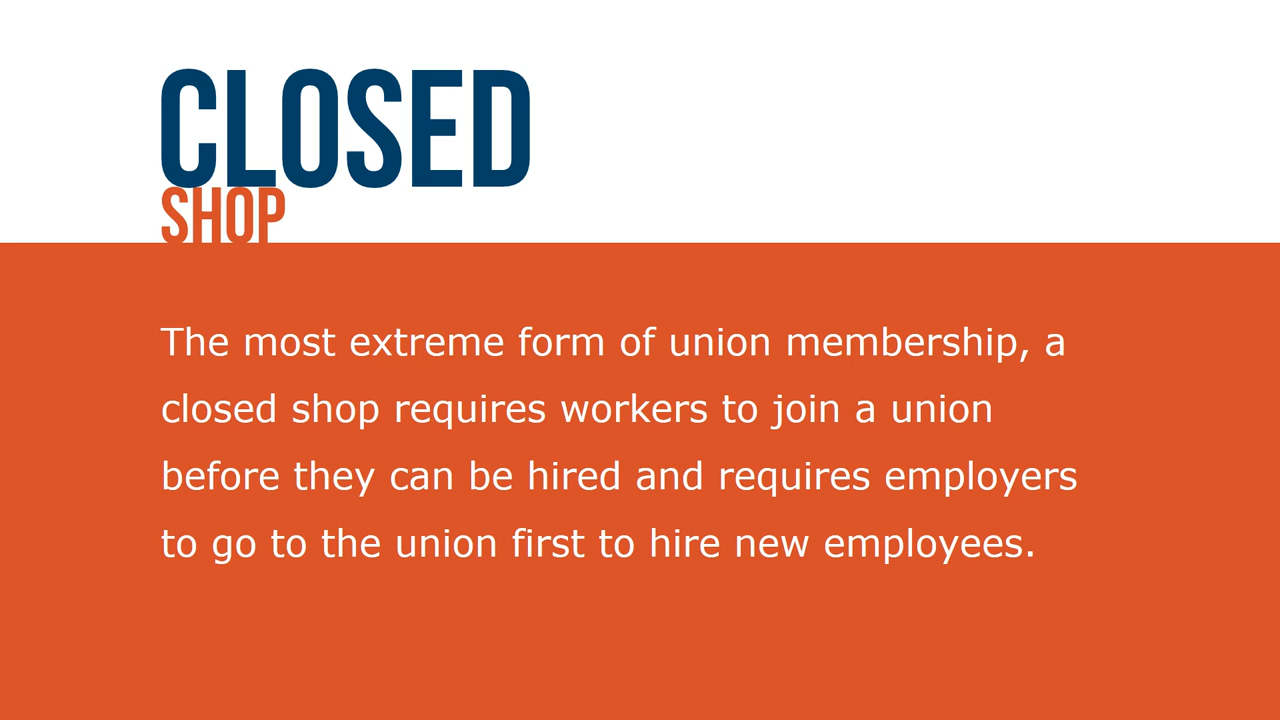 CLOSED
SHOP
The most extreme form of union membership, a
closed shop requires workers to join a union
before they can be hired and requires employers
to go to the union first to hire new employees.